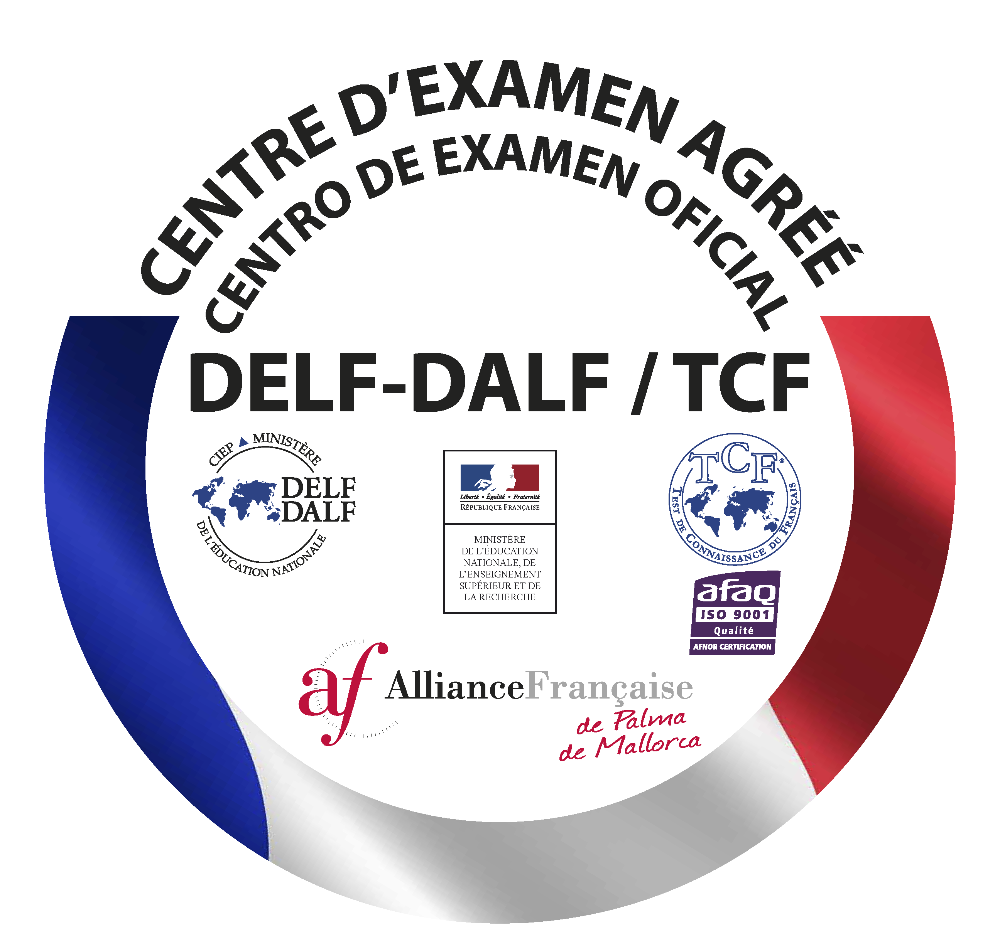 CENTRE D’EXAMEN AGRÉÉ
CENTRO DE EXAMEN OFICIAL
DELF-DALF / TCF
CIEP MINISTÈRE
DELF
DALF
DE L’ÉDUCATION NATIONALE
Liberté • Égalité • Fraternité
RÉPUBLIQUE FRANÇAISE
MINISTÈRE
DE L’ÉDUCATION
NATIONALE, DE
L’ENSEIGNEMENT
SUPÉRIEUR ET DE
LA RECHERCHE
TCF®
TEST DE CONNAISSANCE DU FRANÇAIS
afaq
ISO 9001
Qualité
AFNOR CERTIFICATION
af AllianceFrançaise
de Palma
de Mallorca